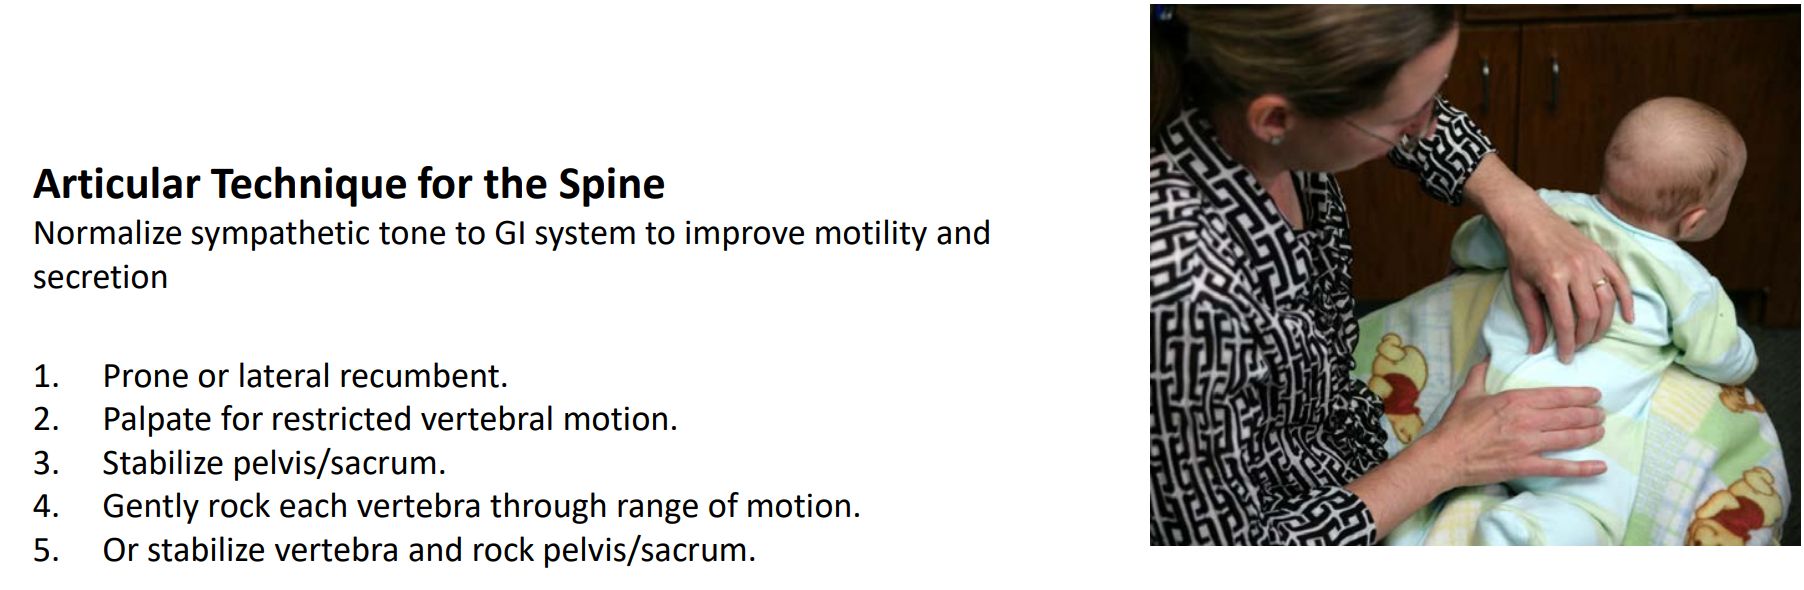 Articular Technique for the Spine
Normalize sympathetic tone to GI system to improve motility and
secretion
1. Prone or lateral recumbent.
2. Palpate for restricted vertebral motion.
3. Stabilize pelvis/sacrum.
4. Gently rock each vertebra through range of motion.
5. Or stabilize vertebra and rock pelvis/sacrum.